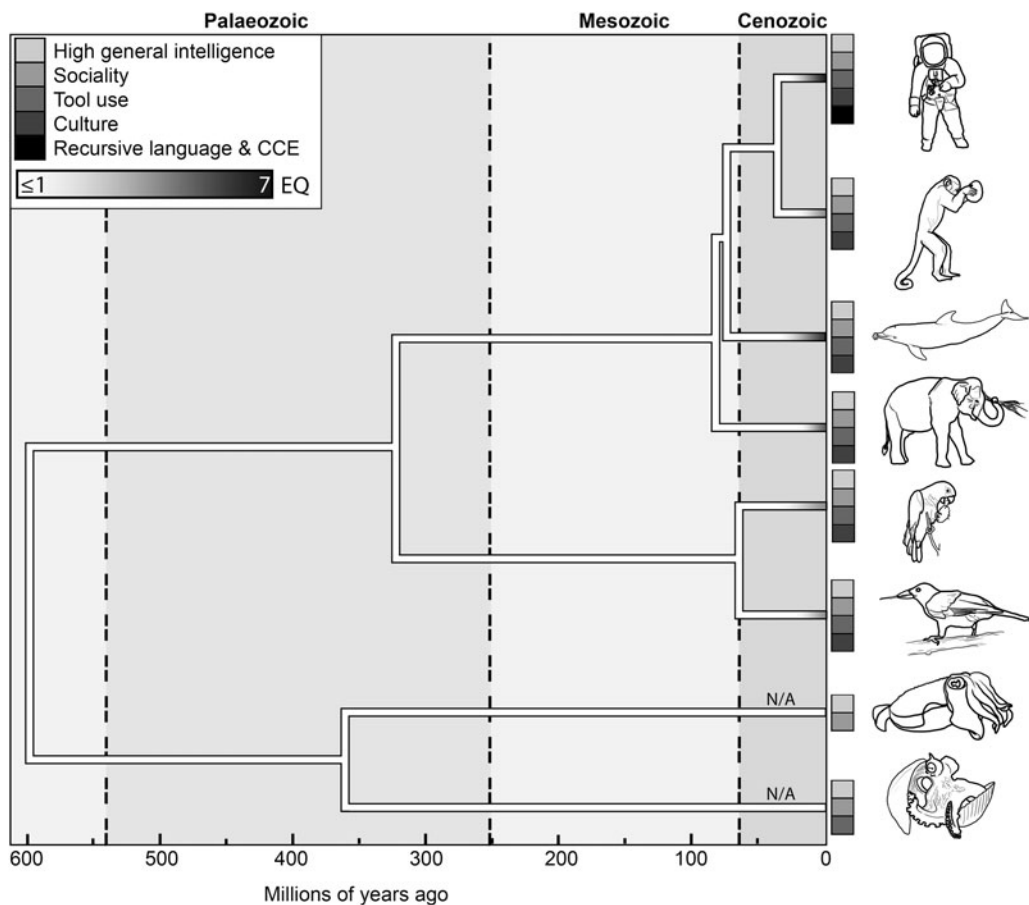 Palaeozoic Mesozoic Cenozoic
High general intelligence
Sociality
Tool use
Culture
Recursive language & CCE
≤1 7 EQ
N/A
N/A
600 500 400 300 200 100 0
Millions of years ago